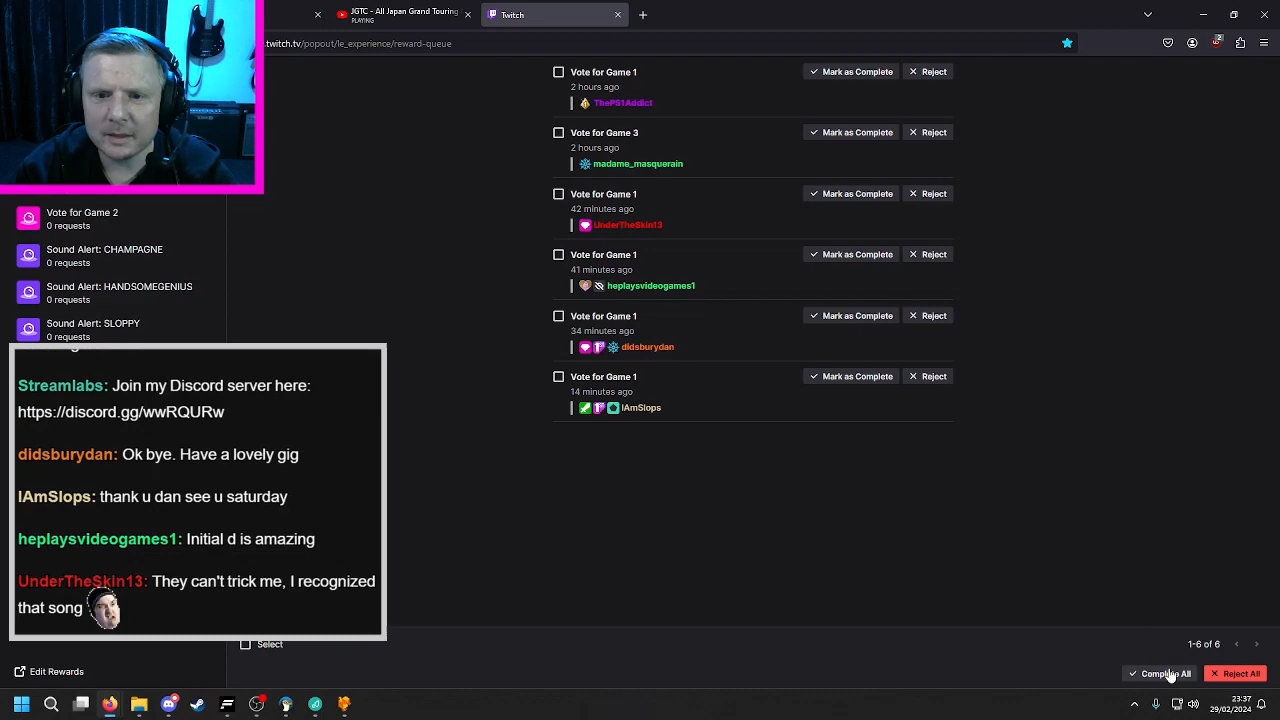 JGTC - All Japan Grand Touring
PLAYING
Twitch
twitch.tv/popout/le_experience/reward-queue
2
Vote for Game 1
2 hours ago
ThePS1Addict
Mark as Complete
Reject
Vote for Game 3
2 hours ago
madame_masquerain
Mark as Complete
Reject
Vote for Game 1
42 minutes ago
UnderTheSkin13
Mark as Complete
Reject
Vote for Game 1
41 minutes ago
heplaysvideogames1
Mark as Complete
Reject
Vote for Game 1
34 minutes ago
didsburydan
Mark as Complete
Reject
Vote for Game 1
14 minutes ago
IAmSlops
Mark as Complete
Reject
Vote for Game 2
0 requests
Sound Alert: CHAMPAGNE
0 requests
Sound Alert: HANDSOMEGENIUS
0 requests
Sound Alert: SLOPPY
0 requests
Streamlabs: Join my Discord server here:
https://discord.gg/wwRQURw
didsburydan: Ok bye. Have a lovely gig
IAmSlops: thank u dan see u saturday
heplaysvideogames1: Initial d is amazing
UnderTheSkin13: They can't trick me, I recognized
that song
Select
1-6 of 6
Edit Rewards
Complete All
Reject All
23:37
29/02/2024